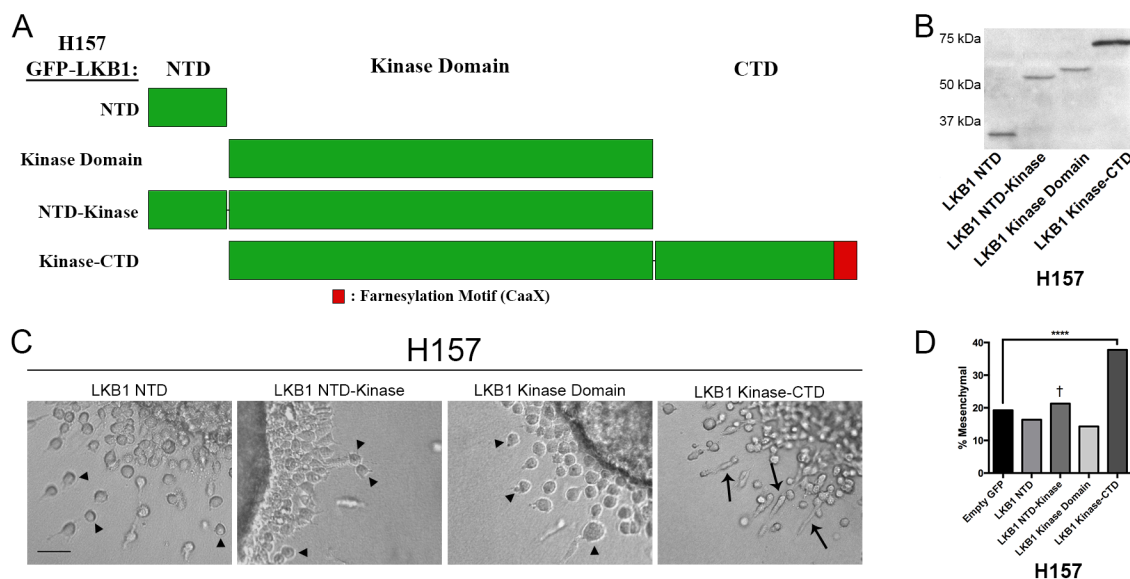 A
H157
GFP-LKB1:
NTD
Kinase Domain
CTD
NTD
Kinase Domain
NTD-Kinase
Kinase-CTD
: Farnesylation Motif (CaaX)
B
75 kDa
50 kDa
37 kDa
LKB1 NTD
LKB1 NTD-Kinase
LKB1 Kinase Domain
LKB1 Kinase-CTD
H157
C
H157
LKB1 NTD
LKB1 NTD-Kinase
LKB1 Kinase Domain
LKB1 Kinase-CTD
D
% Mesenchymal
40
30
20
10
0
****
†
Empty GFP
LKB1 NTD
LKB1 NTD-Kinase
LKB1 Kinase Domain
LKB1 Kinase-CTD
H157